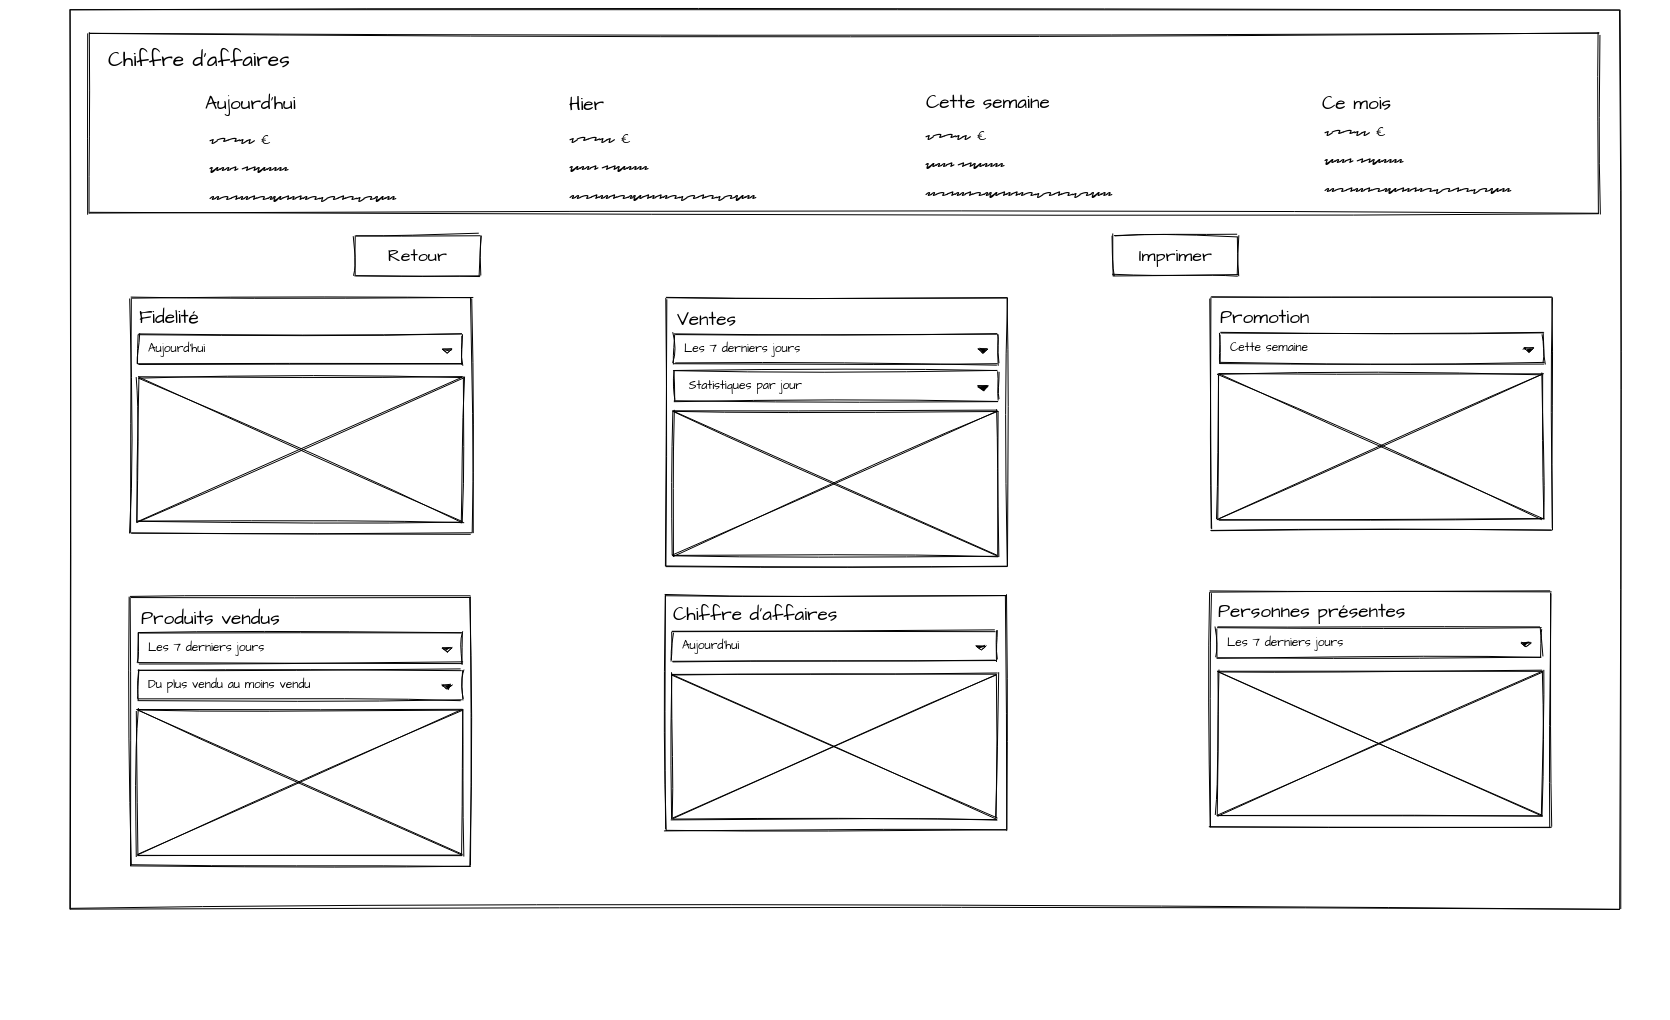 Chiffre d'affaires
Aujourd'hui
Hier
Cette semaine
Ce mois
€
€
€
€
Retour
Imprimer
Fidelité
Aujourd'hui
Ventes
Les 7 derniers jours
Statistiques par jour
Promotion
Cette semaine
Produits vendus
Les 7 derniers jours
Du plus vendu au moins vendu
Chiffre d'affaires
Aujourd'hui
Personnes présentes
Les 7 derniers jours